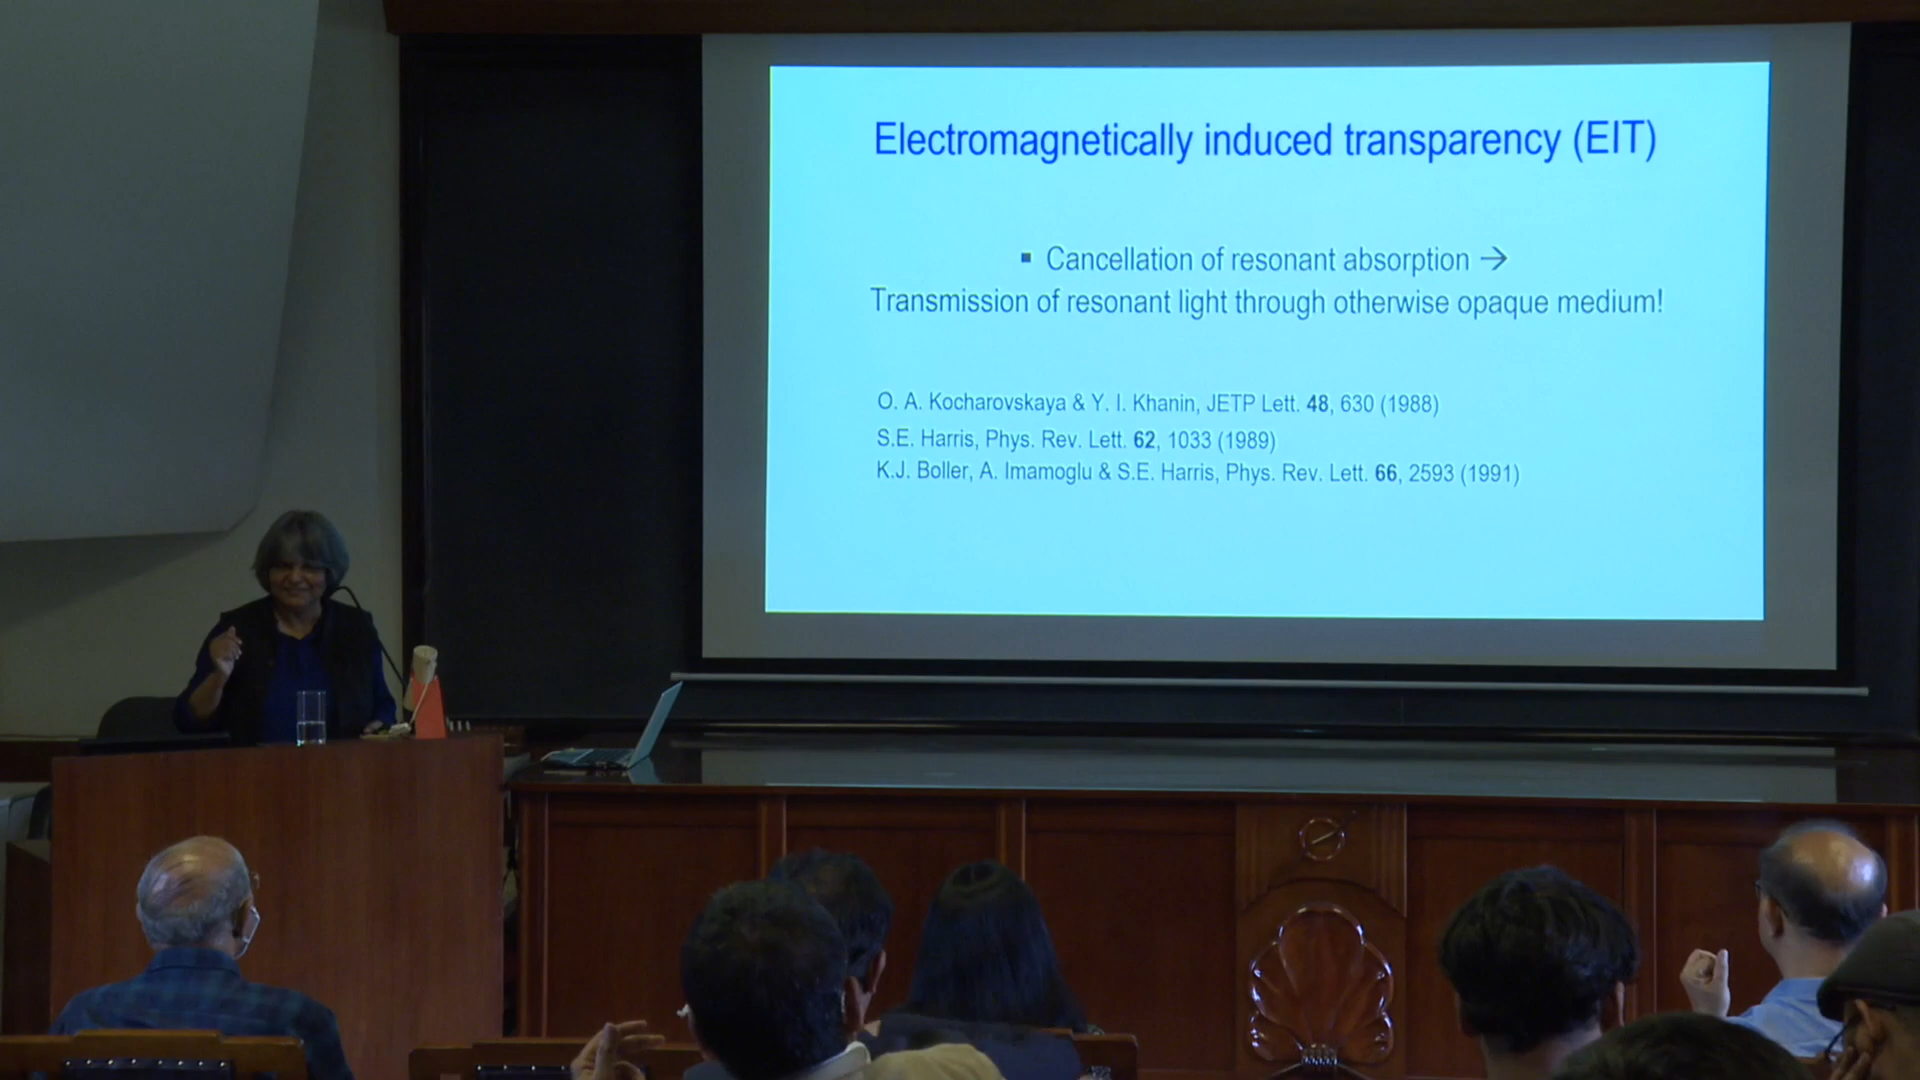 Electromagnetically induced transparency (EIT)
▪ Cancellation of resonant absorption →
Transmission of resonant light through otherwise opaque medium!
O. A. Kocharovskaya & Y. I. Khanin, JETP Lett. 48, 630 (1988)
S.E. Harris, Phys. Rev. Lett. 62, 1033 (1989)
K.J. Boller, A. Imamoglu & S.E. Harris, Phys. Rev. Lett. 66, 2593 (1991)